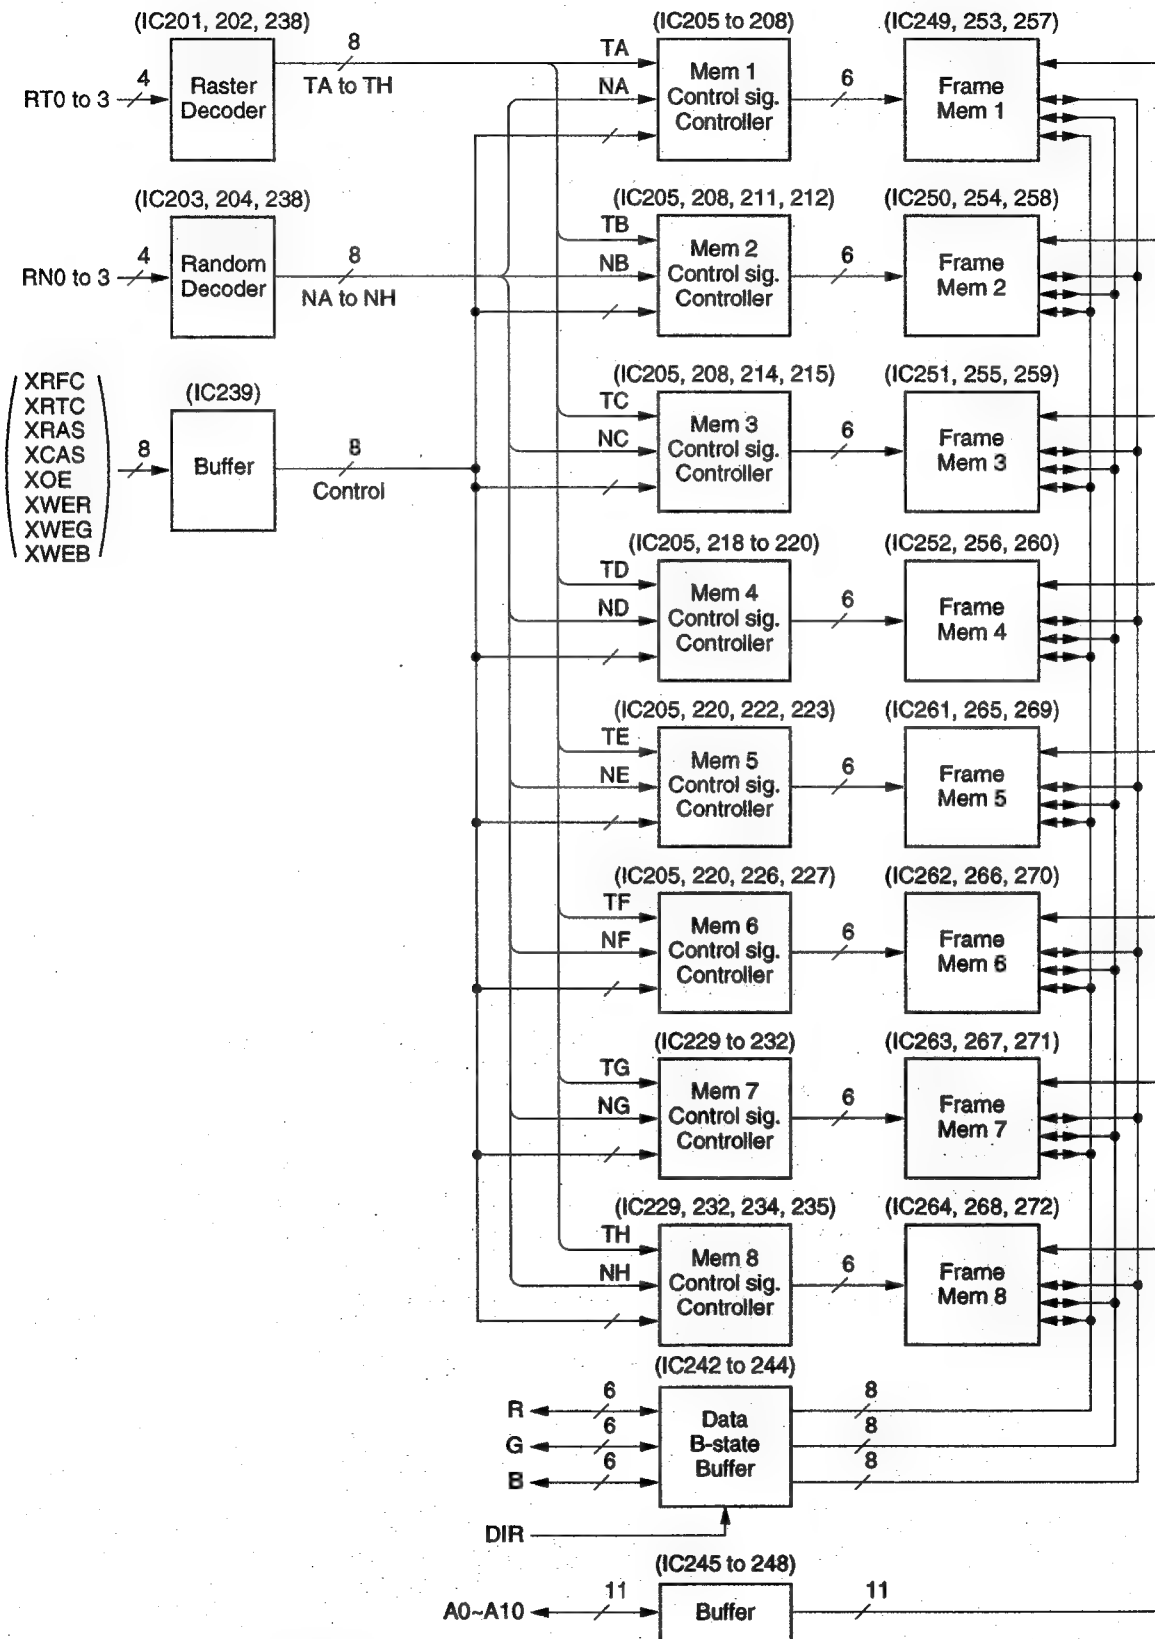 (IC201, 202, 238)
8
TA to TH
4
RT0 to 3
Raster
Decoder
(IC205 to 208)
TA
NA
Mem 1
Control sig.
Controller
6
(IC249, 253, 257)
Frame
Mem 1
(IC203, 204, 238)
4
RN0 to 3
Random
Decoder
8
NA to NH
(IC205, 208, 211, 212)
TB
NB
Mem 2
Control sig.
Controller
6
(IC250, 254, 258)
Frame
Mem 2
XRFC
XRTC
XRAS
XCAS
XOE
XWER
XWEG
XWEB
8
(IC239)
Buffer
8
Control
(IC205, 208, 214, 215)
TC
NC
Mem 3
Control sig.
Controller
6
(IC251, 255, 259)
Frame
Mem 3
(IC205, 218 to 220)
TD
ND
Mem 4
Control sig.
Controller
6
(IC252, 256, 260)
Frame
Mem 4
(IC205, 220, 222, 223)
TE
NE
Mem 5
Control sig.
Controller
6
(IC261, 265, 269)
Frame
Mem 5
(IC205, 220, 226, 227)
TF
NF
Mem 6
Control sig.
Controller
6
(IC262, 266, 270)
Frame
Mem 6
(IC229 to 232)
TG
NG
Mem 7
Control sig.
Controller
6
(IC263, 267, 271)
Frame
Mem 7
(IC229, 232, 234, 235)
TH
NH
Mem 8
Control sig.
Controller
6
(IC264, 268, 272)
Frame
Mem 8
(IC242 to 244)
R
6
G
6
B
6
Data
B-state
Buffer
8
8
8
DIR
(IC245 to 248)
A0~A10
11
Buffer
11